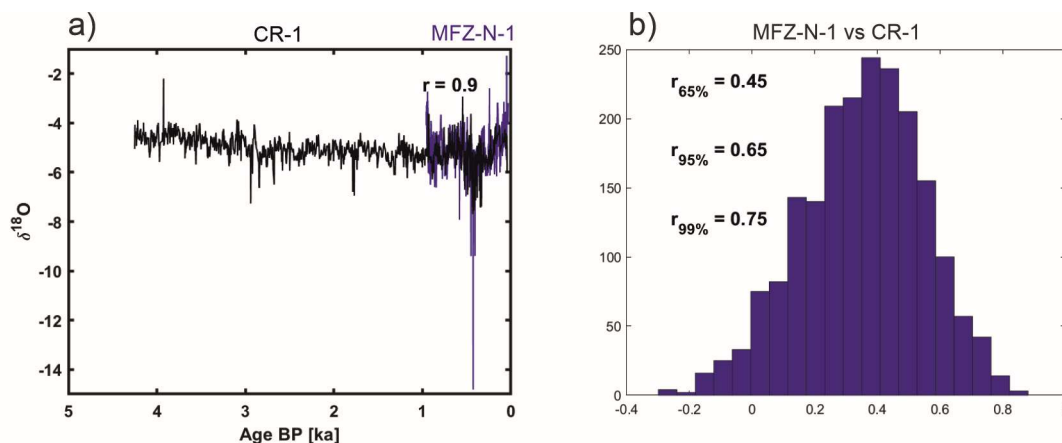 a)
CR-1
MFZ-N-1
r = 0.9
-2
-4
-6
-8
-10
-12
-14
δ18O
5
4
3
2
1
0
Age BP [ka]
b)
MFZ-N-1 vs CR-1
r65% = 0.45
r95% = 0.65
r99% = 0.75
250
200
150
100
50
0
-0.4
-0.2
0
0.2
0.4
0.6
0.8